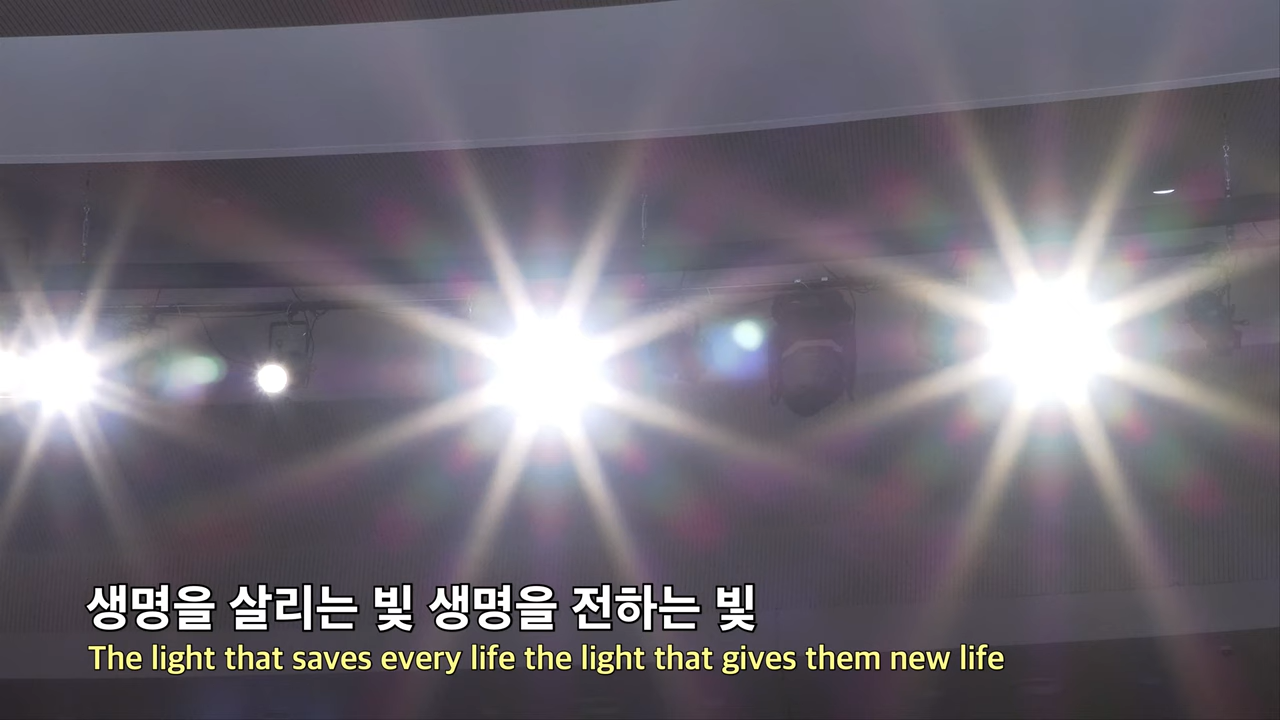 생명을 살리는 빛 생명을 전하는 빛
The light that saves every life the light that gives them new life